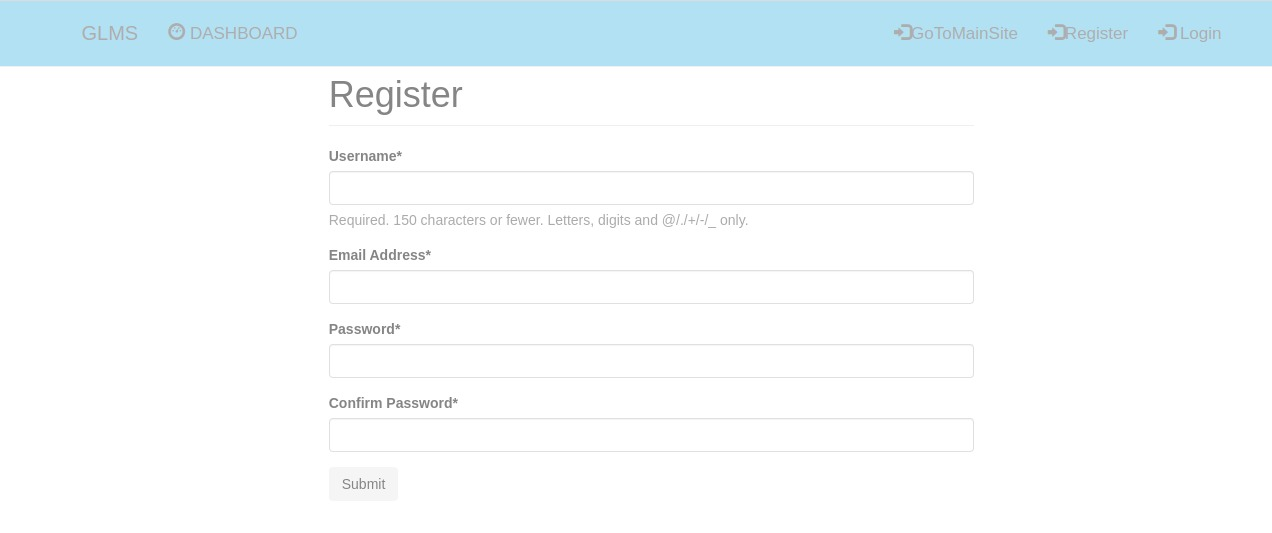 GLMS DASHBOARD GoToMainSite Register Login
Register
Username*
Required. 150 characters or fewer. Letters, digits and @/./+/-/_ only.
Email Address*
Password*
Confirm Password*
Submit